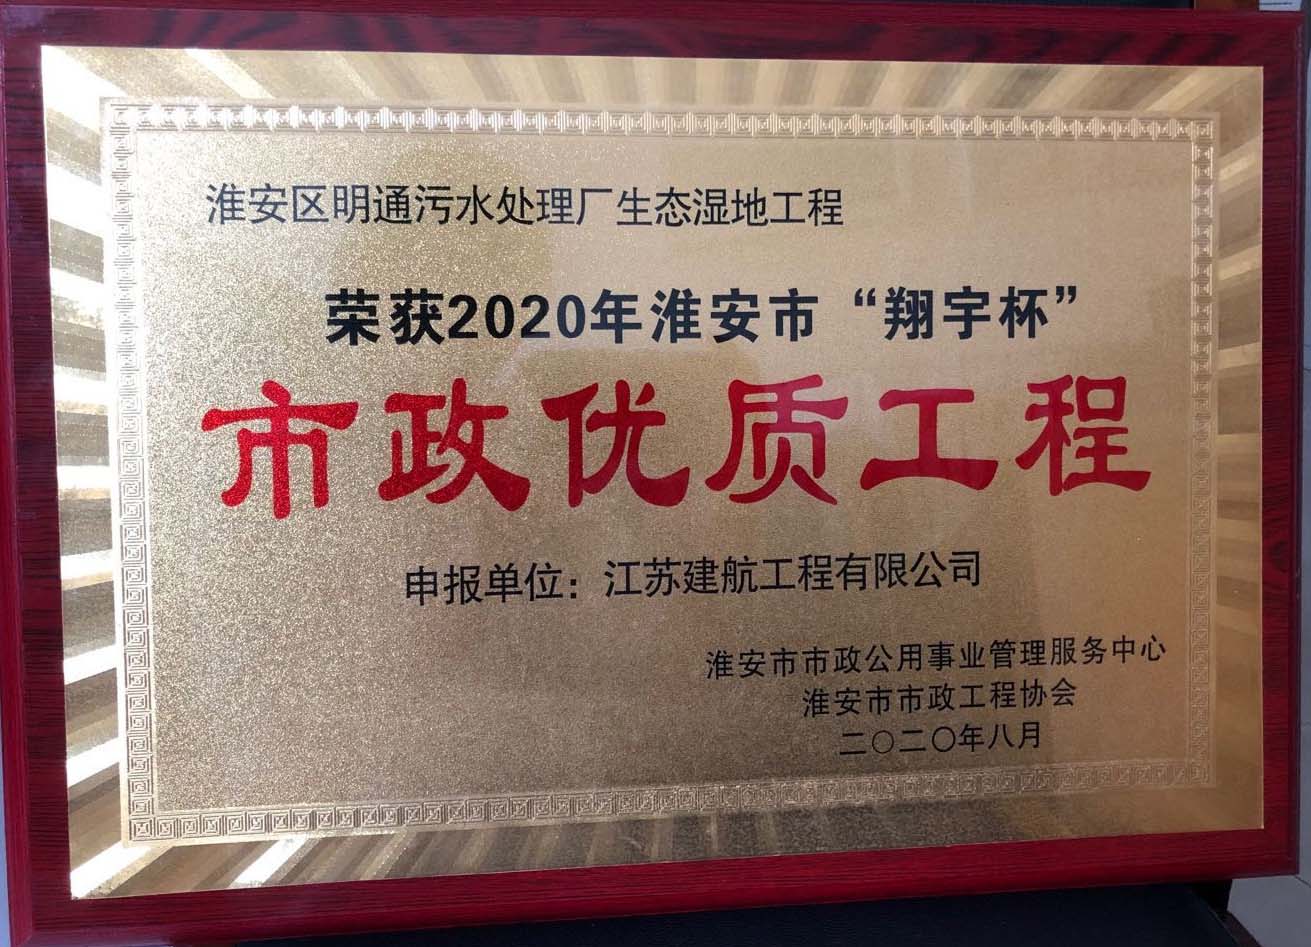 淮安区明通污水处理厂生态湿地工程
荣获2020年淮安市“翔宇杯”
市政优质工程
申报单位：江苏建航工程有限公司
淮安市市政公用事业管理服务中心
淮安市市政工程协会
二〇二〇年八月